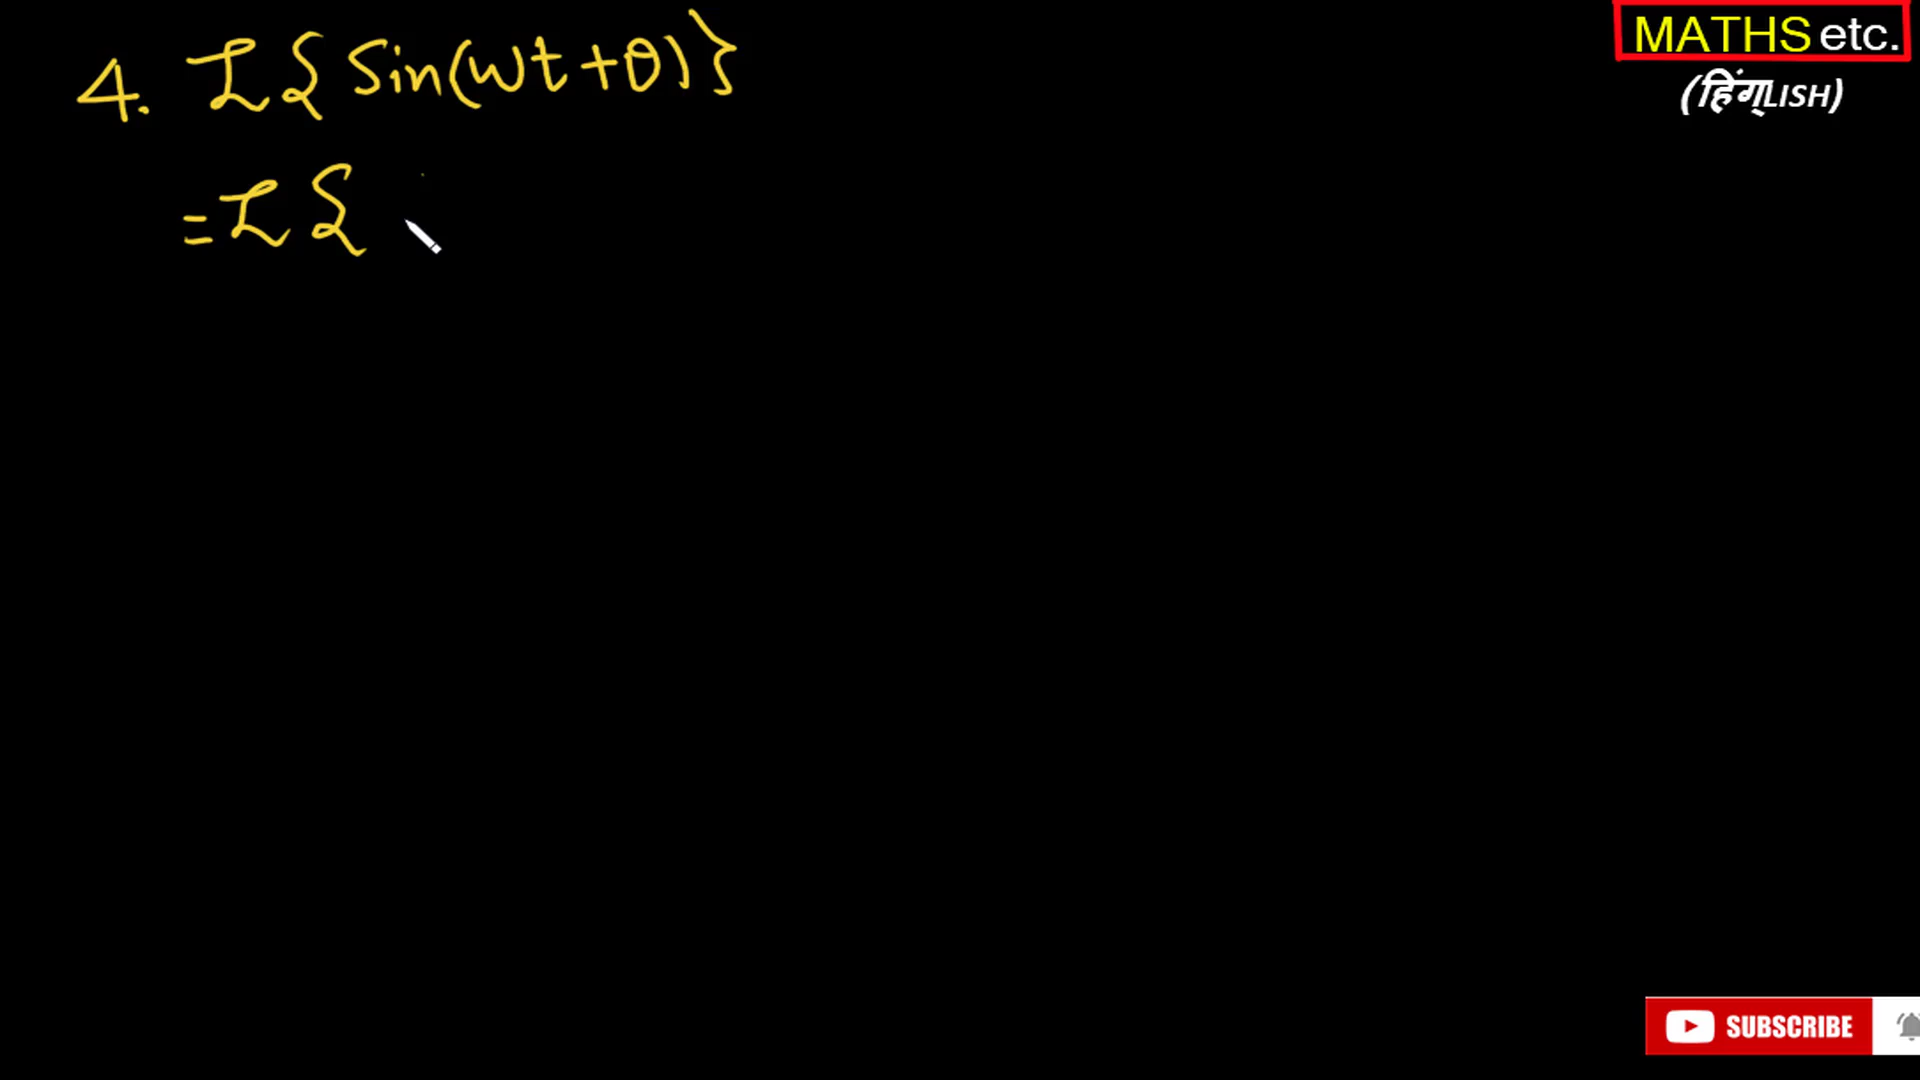 4. ℒ{ Sin(ωt+θ)}
= ℒ{
MATHS etc.
(हिंग्LISH)
SUBSCRIBE